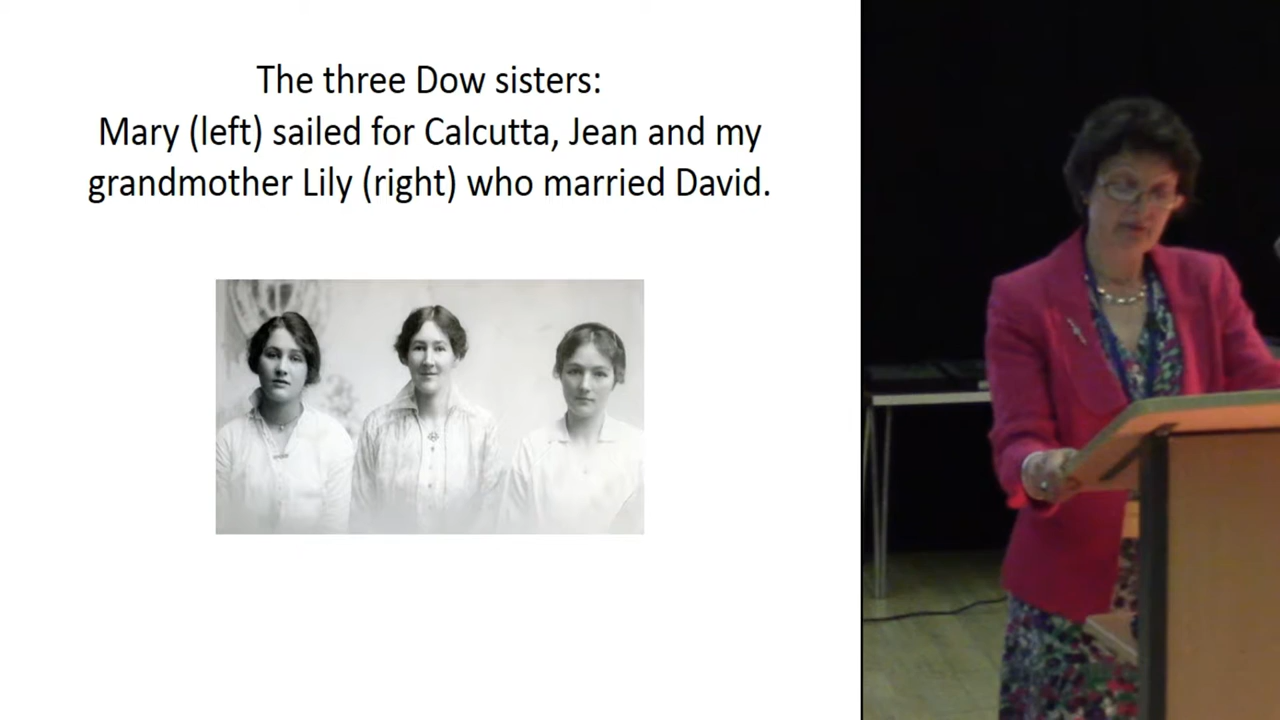 The three Dow sisters:
Mary (left) sailed for Calcutta, Jean and my
grandmother Lily (right) who married David.